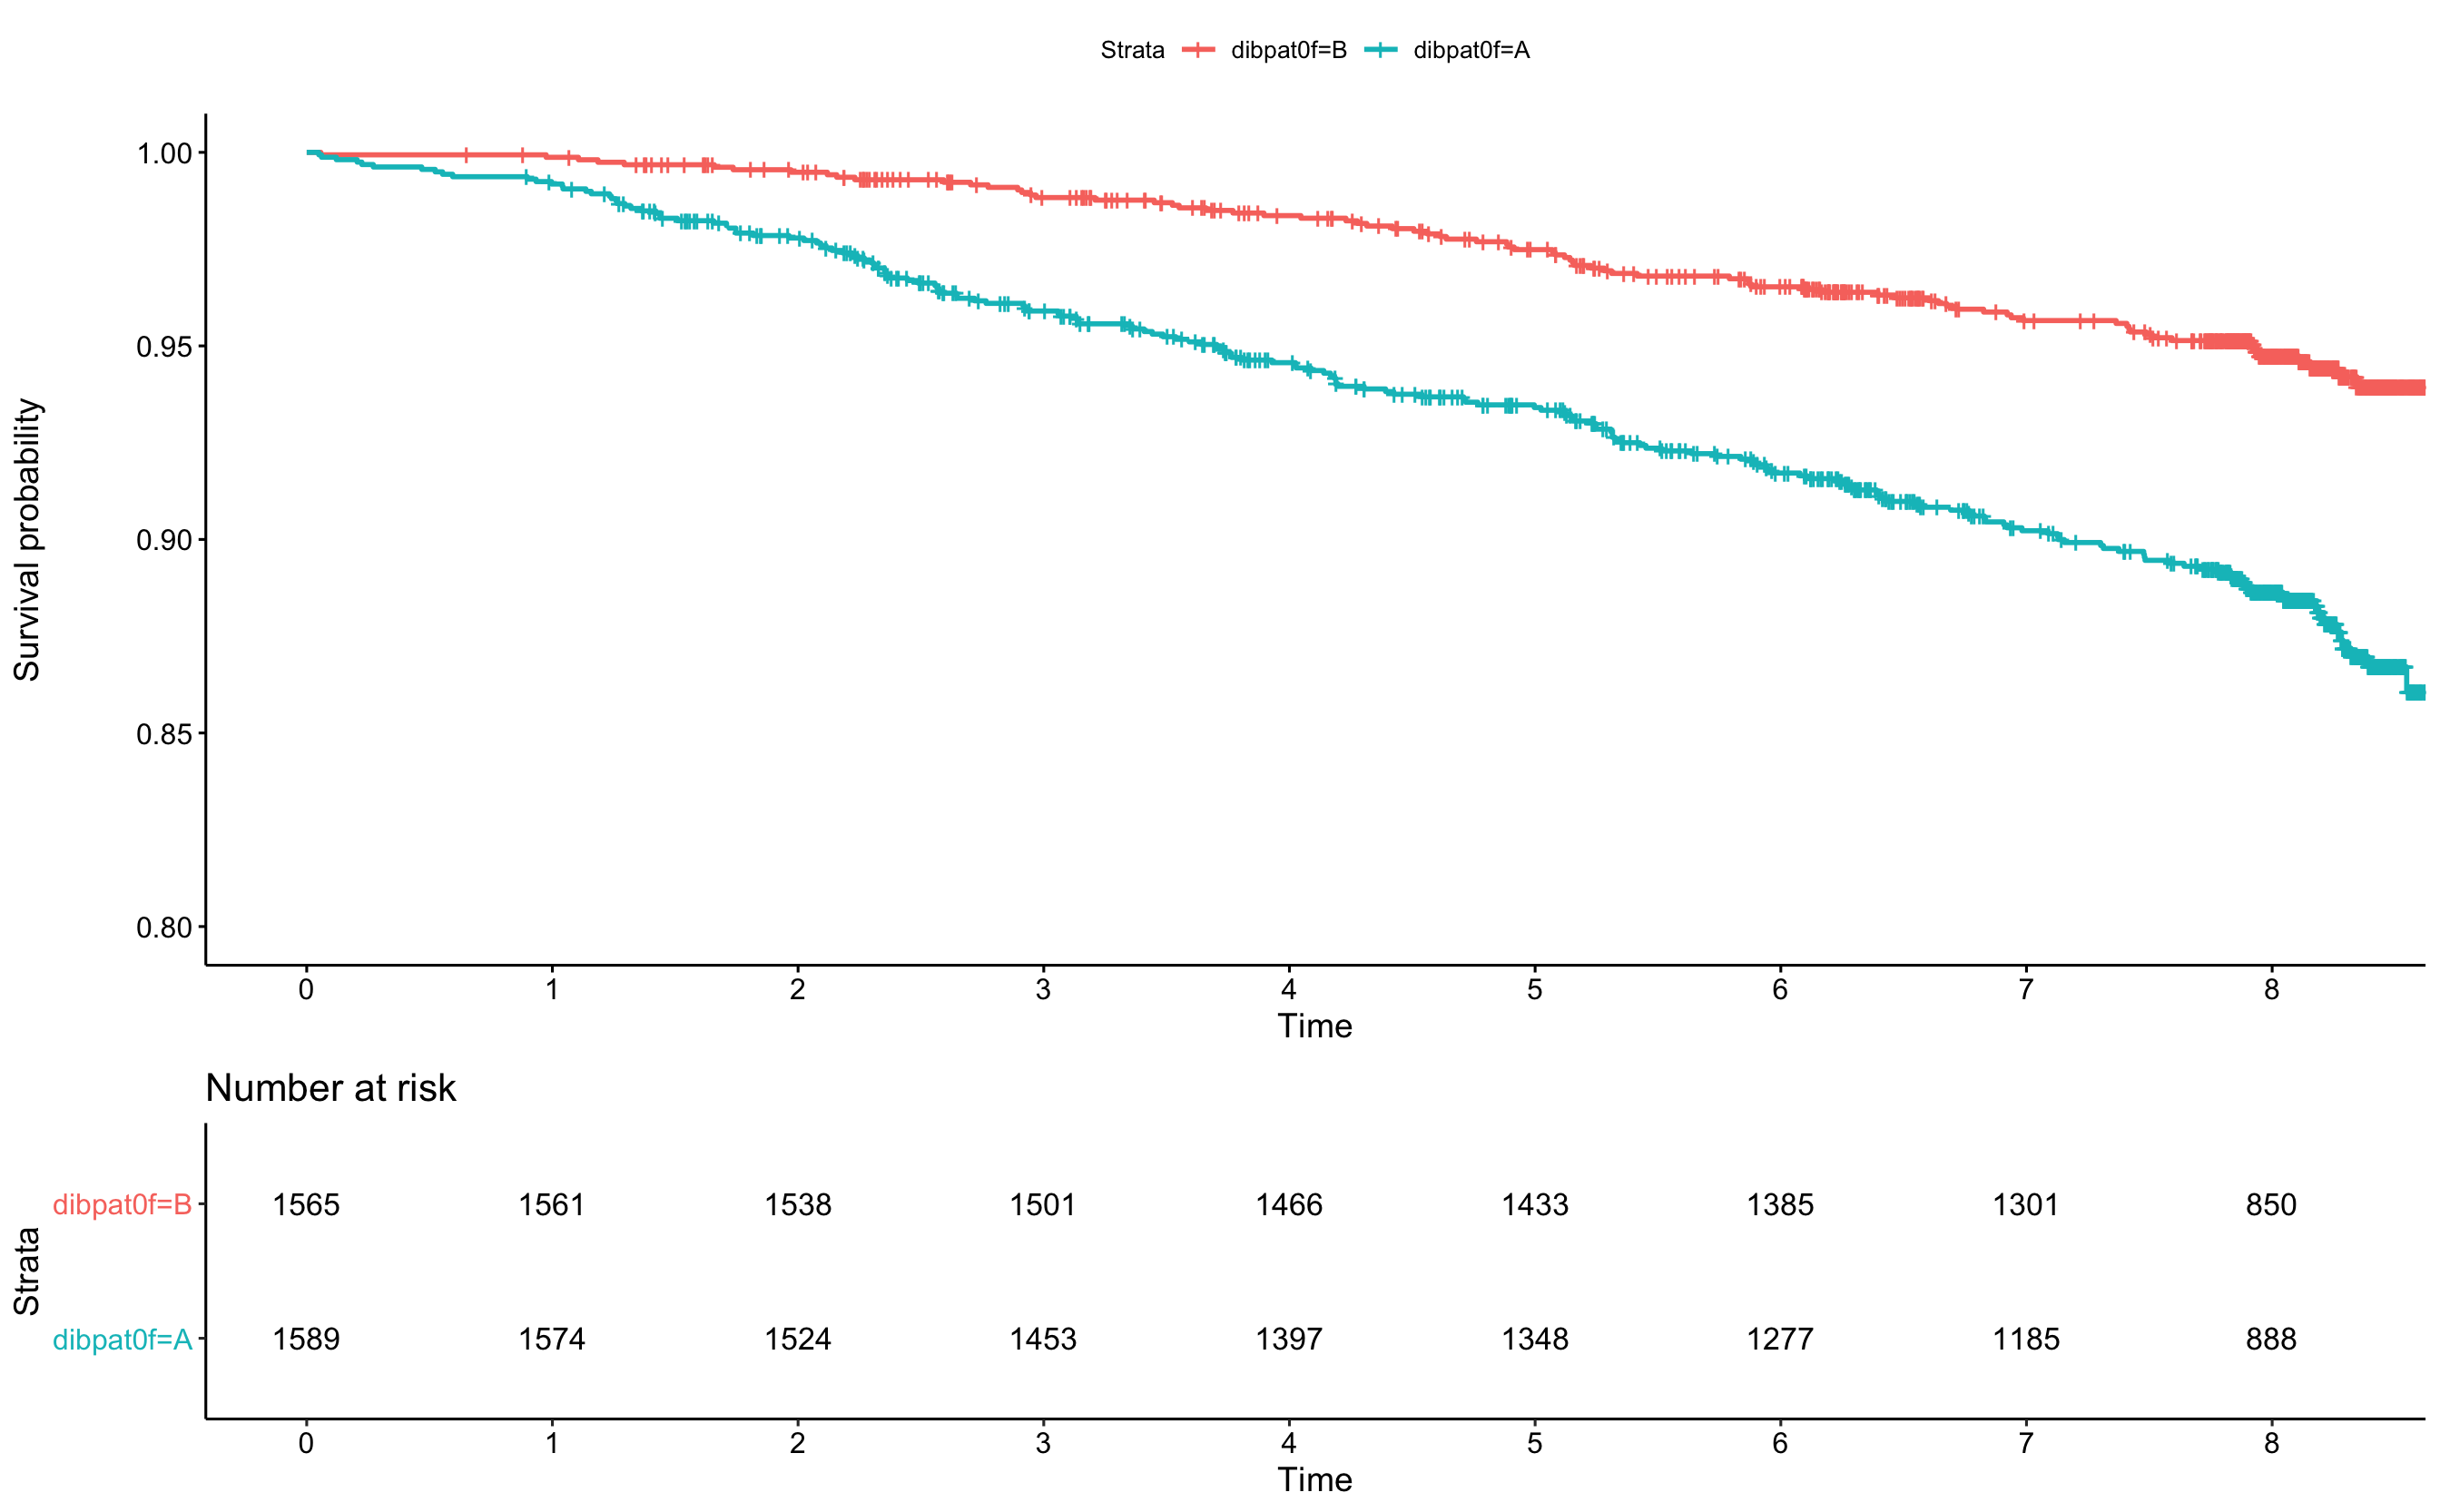 Strata dibpat0f=B dibpat0f=A
Survival probability
1.00
0.95
0.90
0.85
0.80
0 1 2 3 4 5 6 7 8
Time
Number at risk
Strata
dibpat0f=B 1565 1561 1538 1501 1466 1433 1385 1301 850
dibpat0f=A 1589 1574 1524 1453 1397 1348 1277 1185 888
0 1 2 3 4 5 6 7 8
Time